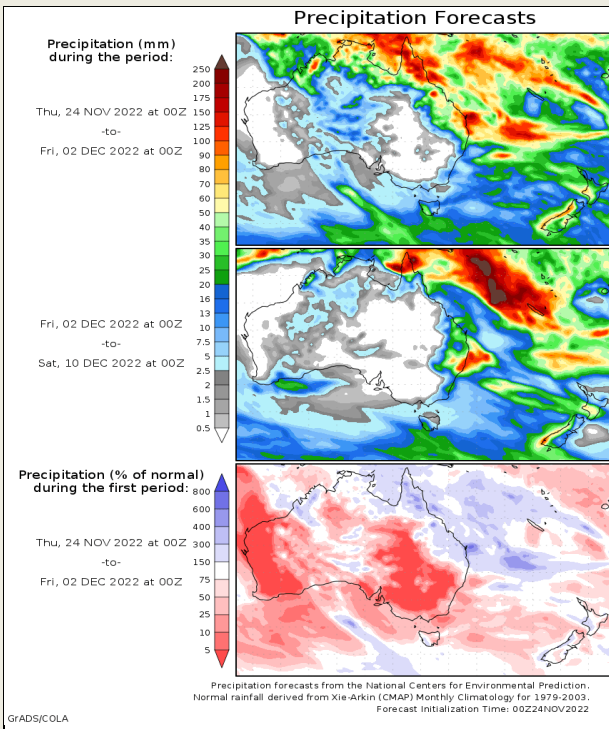 Precipitation Forecasts
Precipitation (mm)
during the period:
Thu, 24 NOV 2022 at 00Z
-to-
Fri, 02 DEC 2022 at 00Z
250
200
175
150
125
100
90
80
70
60
50
40
35
30
25
20
16
13
10
7.5
5
2.5
2
1.5
1
0.5
Fri, 02 DEC 2022 at 00Z
-to-
Sat, 10 DEC 2022 at 00Z
Precipitation (% of normal)
during the first period:
Thu, 24 NOV 2022 at 00Z
-to-
Fri, 02 DEC 2022 at 00Z
800
600
400
300
150
75
50
25
10
5
Precipitation forecasts from the National Centers for Environmental Prediction.
Normal rainfall derived from Xie-Arkin (CMAP) Monthly Climatology for 1979-2003.
Forecast Initialization Time: 00Z24NOV2022
GrADS/COLA